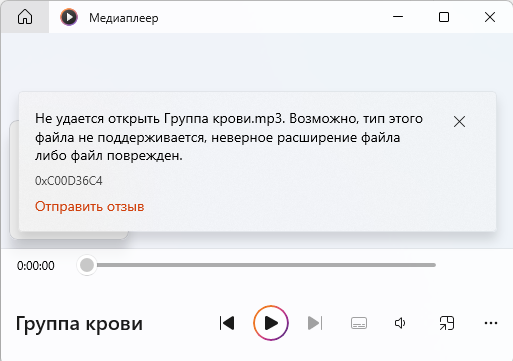 Медиаплеер
Не удается открыть Группа крови.mp3. Возможно, тип этого
файла не поддерживается, неверное расширение файла
либо файл поврежден.
0xC00D36C4
Отправить отзыв
0:00:00
Группа крови